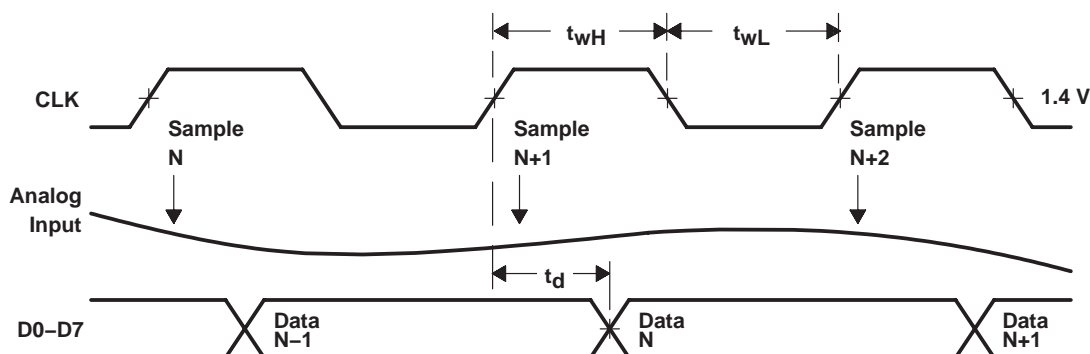 twH
twL
CLK
1.4 V
Sample
N
Sample
N+1
Sample
N+2
Analog
Input
td
D0–D7
Data
N–1
Data
N
Data
N+1